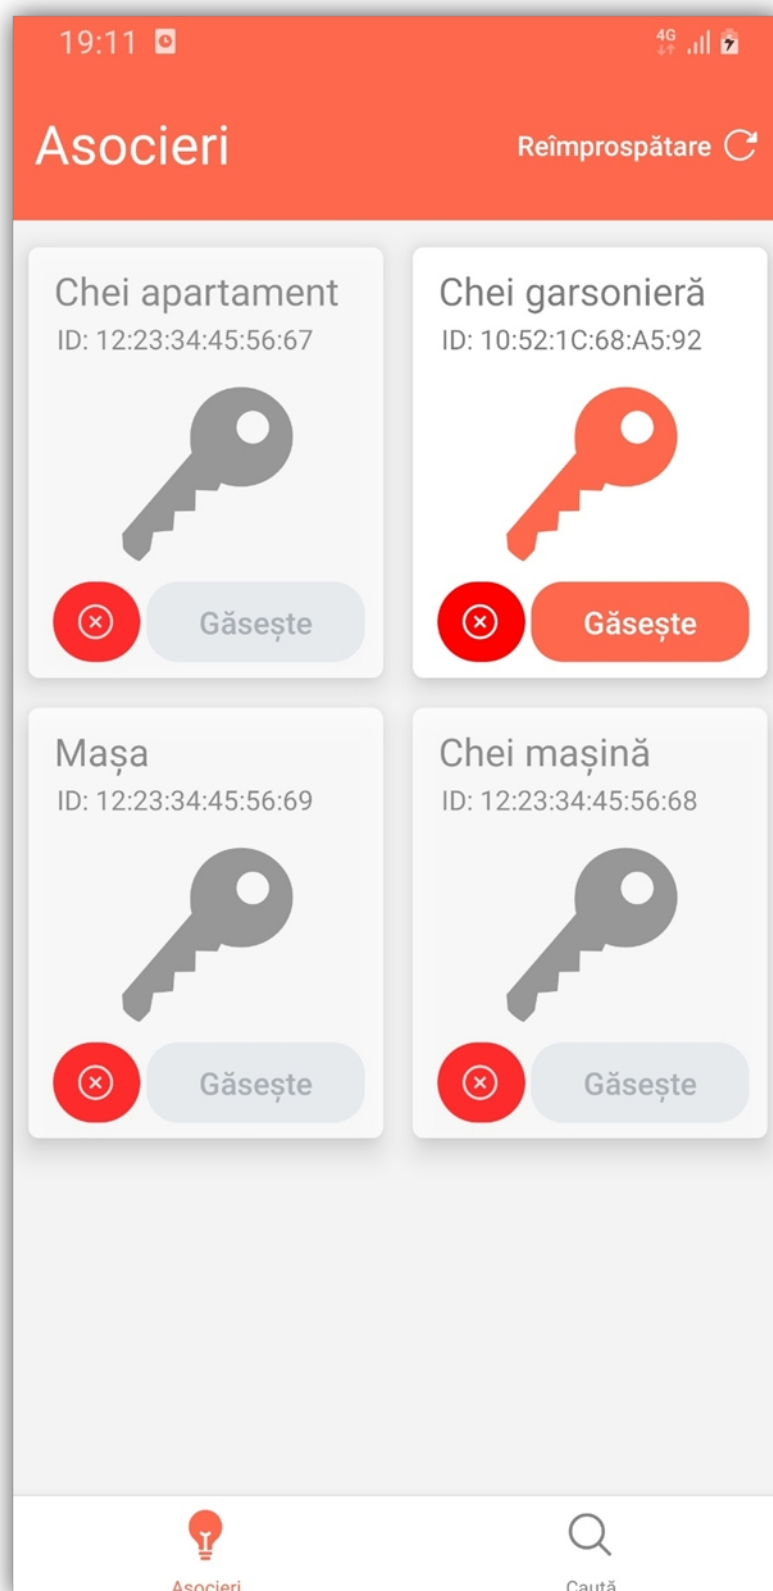 19:11
4G
Asocieri
Reîmprospătare
Chei apartament
ID: 12:23:34:45:56:67
Găsește
Chei garsonieră
ID: 10:52:1C:68:A5:92
Găsește
Mașa
ID: 12:23:34:45:56:69
Găsește
Chei mașină
ID: 12:23:34:45:56:68
Găsește
Asocieri
Caută